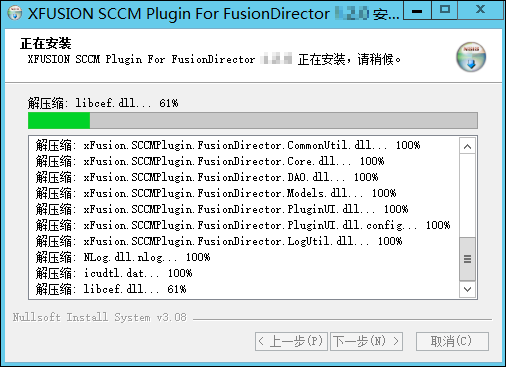 XFUSION SCCM Plugin For FusionDirector 安...
正在安装
XFUSION SCCM Plugin For FusionDirector 正在安装，请稍候。
解压缩: libcef.dll... 61%
解压缩: xFusion.SCCMPlugin.FusionDirector.CommonUtil.dll... 100%
解压缩: xFusion.SCCMPlugin.FusionDirector.Core.dll... 100%
解压缩: xFusion.SCCMPlugin.FusionDirector.DAO.dll... 100%
解压缩: xFusion.SCCMPlugin.FusionDirector.Models.dll... 100%
解压缩: xFusion.SCCMPlugin.FusionDirector.PluginUI.dll... 100%
解压缩: xFusion.SCCMPlugin.FusionDirector.PluginUI.dll.config... 100%
解压缩: xFusion.SCCMPlugin.FusionDirector.LogUtil.dll... 100%
解压缩: NLog.dll.nlog... 100%
解压缩: icudtl.dat... 100%
解压缩: libcef.dll... 61%
Nullsoft Install System v3.08
< 上一步(P) 下一步(N) > 取消(C)